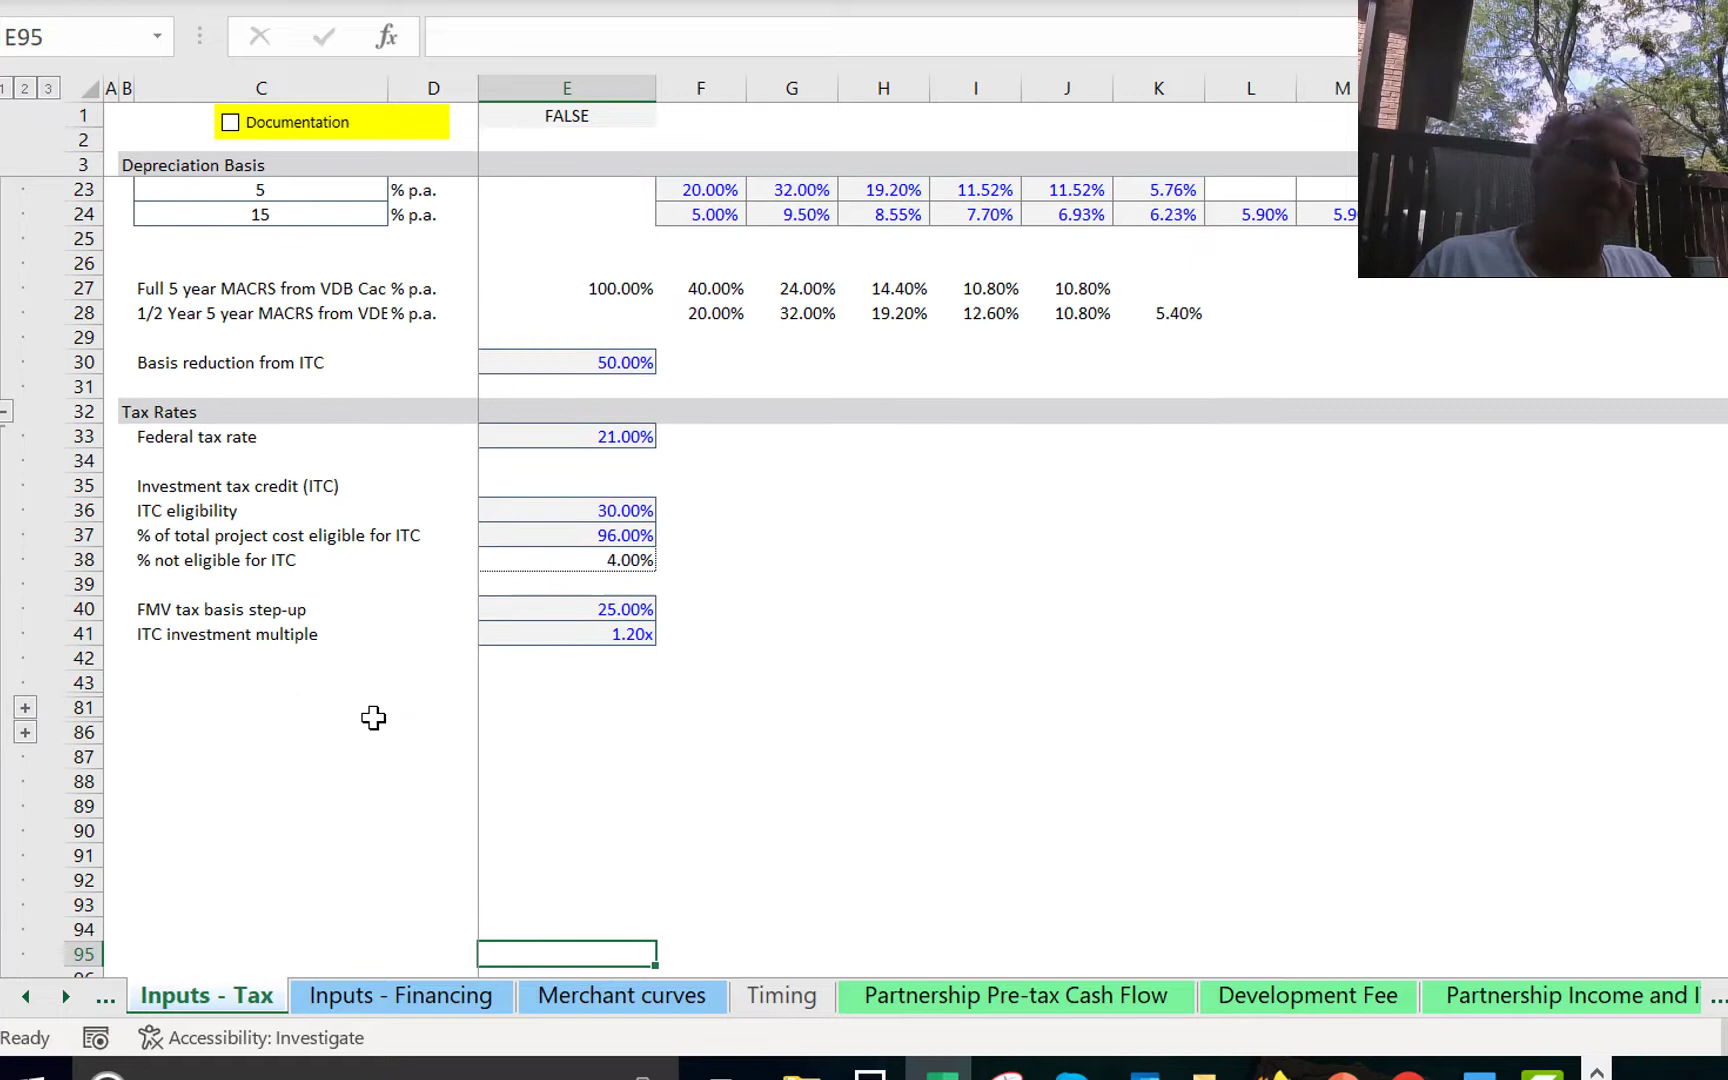 E95 fx
1 2 3 A B C D E F G H I J K L M
1 Documentation FALSE
2
3 Depreciation Basis
23 5 % p.a. 20.00% 32.00% 19.20% 11.52% 11.52% 5.76%
24 15 % p.a. 5.00% 9.50% 8.55% 7.70% 6.93% 6.23% 5.90% 5.9
25
26
27 Full 5 year MACRS from VDB Cac % p.a. 100.00% 40.00% 24.00% 14.40% 10.80% 10.80%
28 1/2 Year 5 year MACRS from VDE % p.a. 20.00% 32.00% 19.20% 12.60% 10.80% 5.40%
29
30 Basis reduction from ITC 50.00%
31
32 Tax Rates
33 Federal tax rate 21.00%
34
35 Investment tax credit (ITC)
36 ITC eligibility 30.00%
37 % of total project cost eligible for ITC 96.00%
38 % not eligible for ITC 4.00%
39
40 FMV tax basis step-up 25.00%
41 ITC investment multiple 1.20x
42
43
81
86
87
88
89
90
91
92
93
94
95
... Inputs - Tax Inputs - Financing Merchant curves Timing Partnership Pre-tax Cash Flow Development Fee Partnership Income and I ...
Ready Accessibility: Investigate